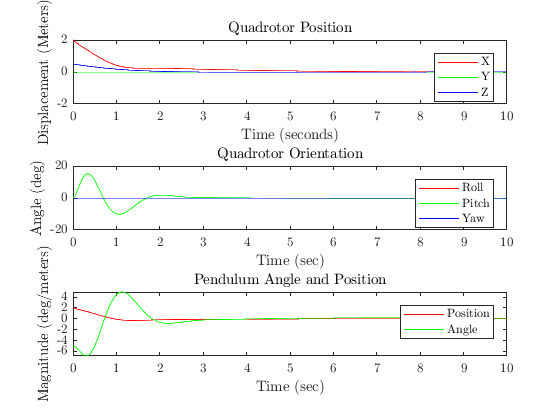 Quadrotor Position
Displacement (Meters)
2
0
-2
X
Y
Z
0 1 2 3 4 5 6 7 8 9 10
Time (seconds)
Quadrotor Orientation
Angle (deg)
20
0
-20
Roll
Pitch
Yaw
0 1 2 3 4 5 6 7 8 9 10
Time (sec)
Pendulum Angle and Position
Magnitude (deg/meters)
4
2
0
-2
-4
-6
Position
Angle
0 1 2 3 4 5 6 7 8 9 10
Time (sec)